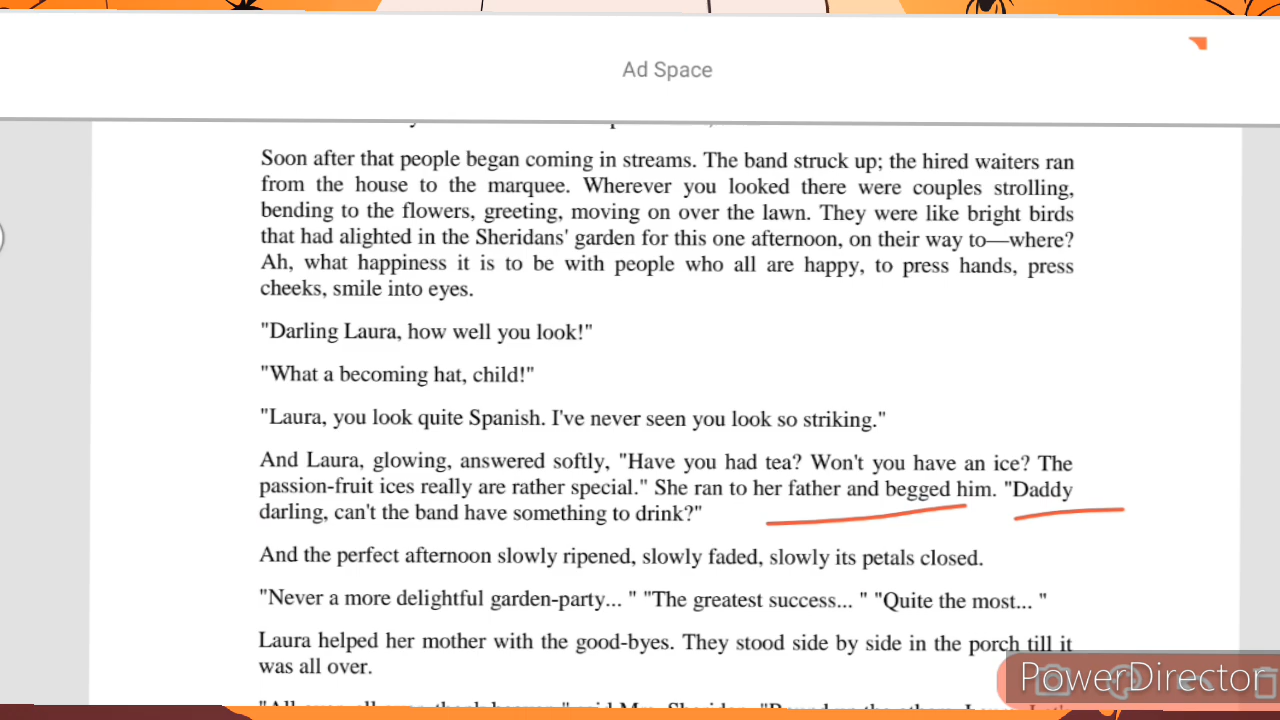 Ad Space
Soon after that people began coming in streams. The band struck up; the hired waiters ran
from the house to the marquee. Wherever you looked there were couples strolling,
bending to the flowers, greeting, moving on over the lawn. They were like bright birds
that had alighted in the Sheridans' garden for this one afternoon, on their way to—where?
Ah, what happiness it is to be with people who all are happy, to press hands, press
cheeks, smile into eyes.
"Darling Laura, how well you look!"
"What a becoming hat, child!"
"Laura, you look quite Spanish. I've never seen you look so striking."
And Laura, glowing, answered softly, "Have you had tea? Won't you have an ice? The
passion-fruit ices really are rather special." She ran to her father and begged him. "Daddy
darling, can't the band have something to drink?"
And the perfect afternoon slowly ripened, slowly faded, slowly its petals closed.
"Never a more delightful garden-party... " "The greatest success... " "Quite the most... "
Laura helped her mother with the good-byes. They stood side by side in the porch till it
was all over.
PowerDirector